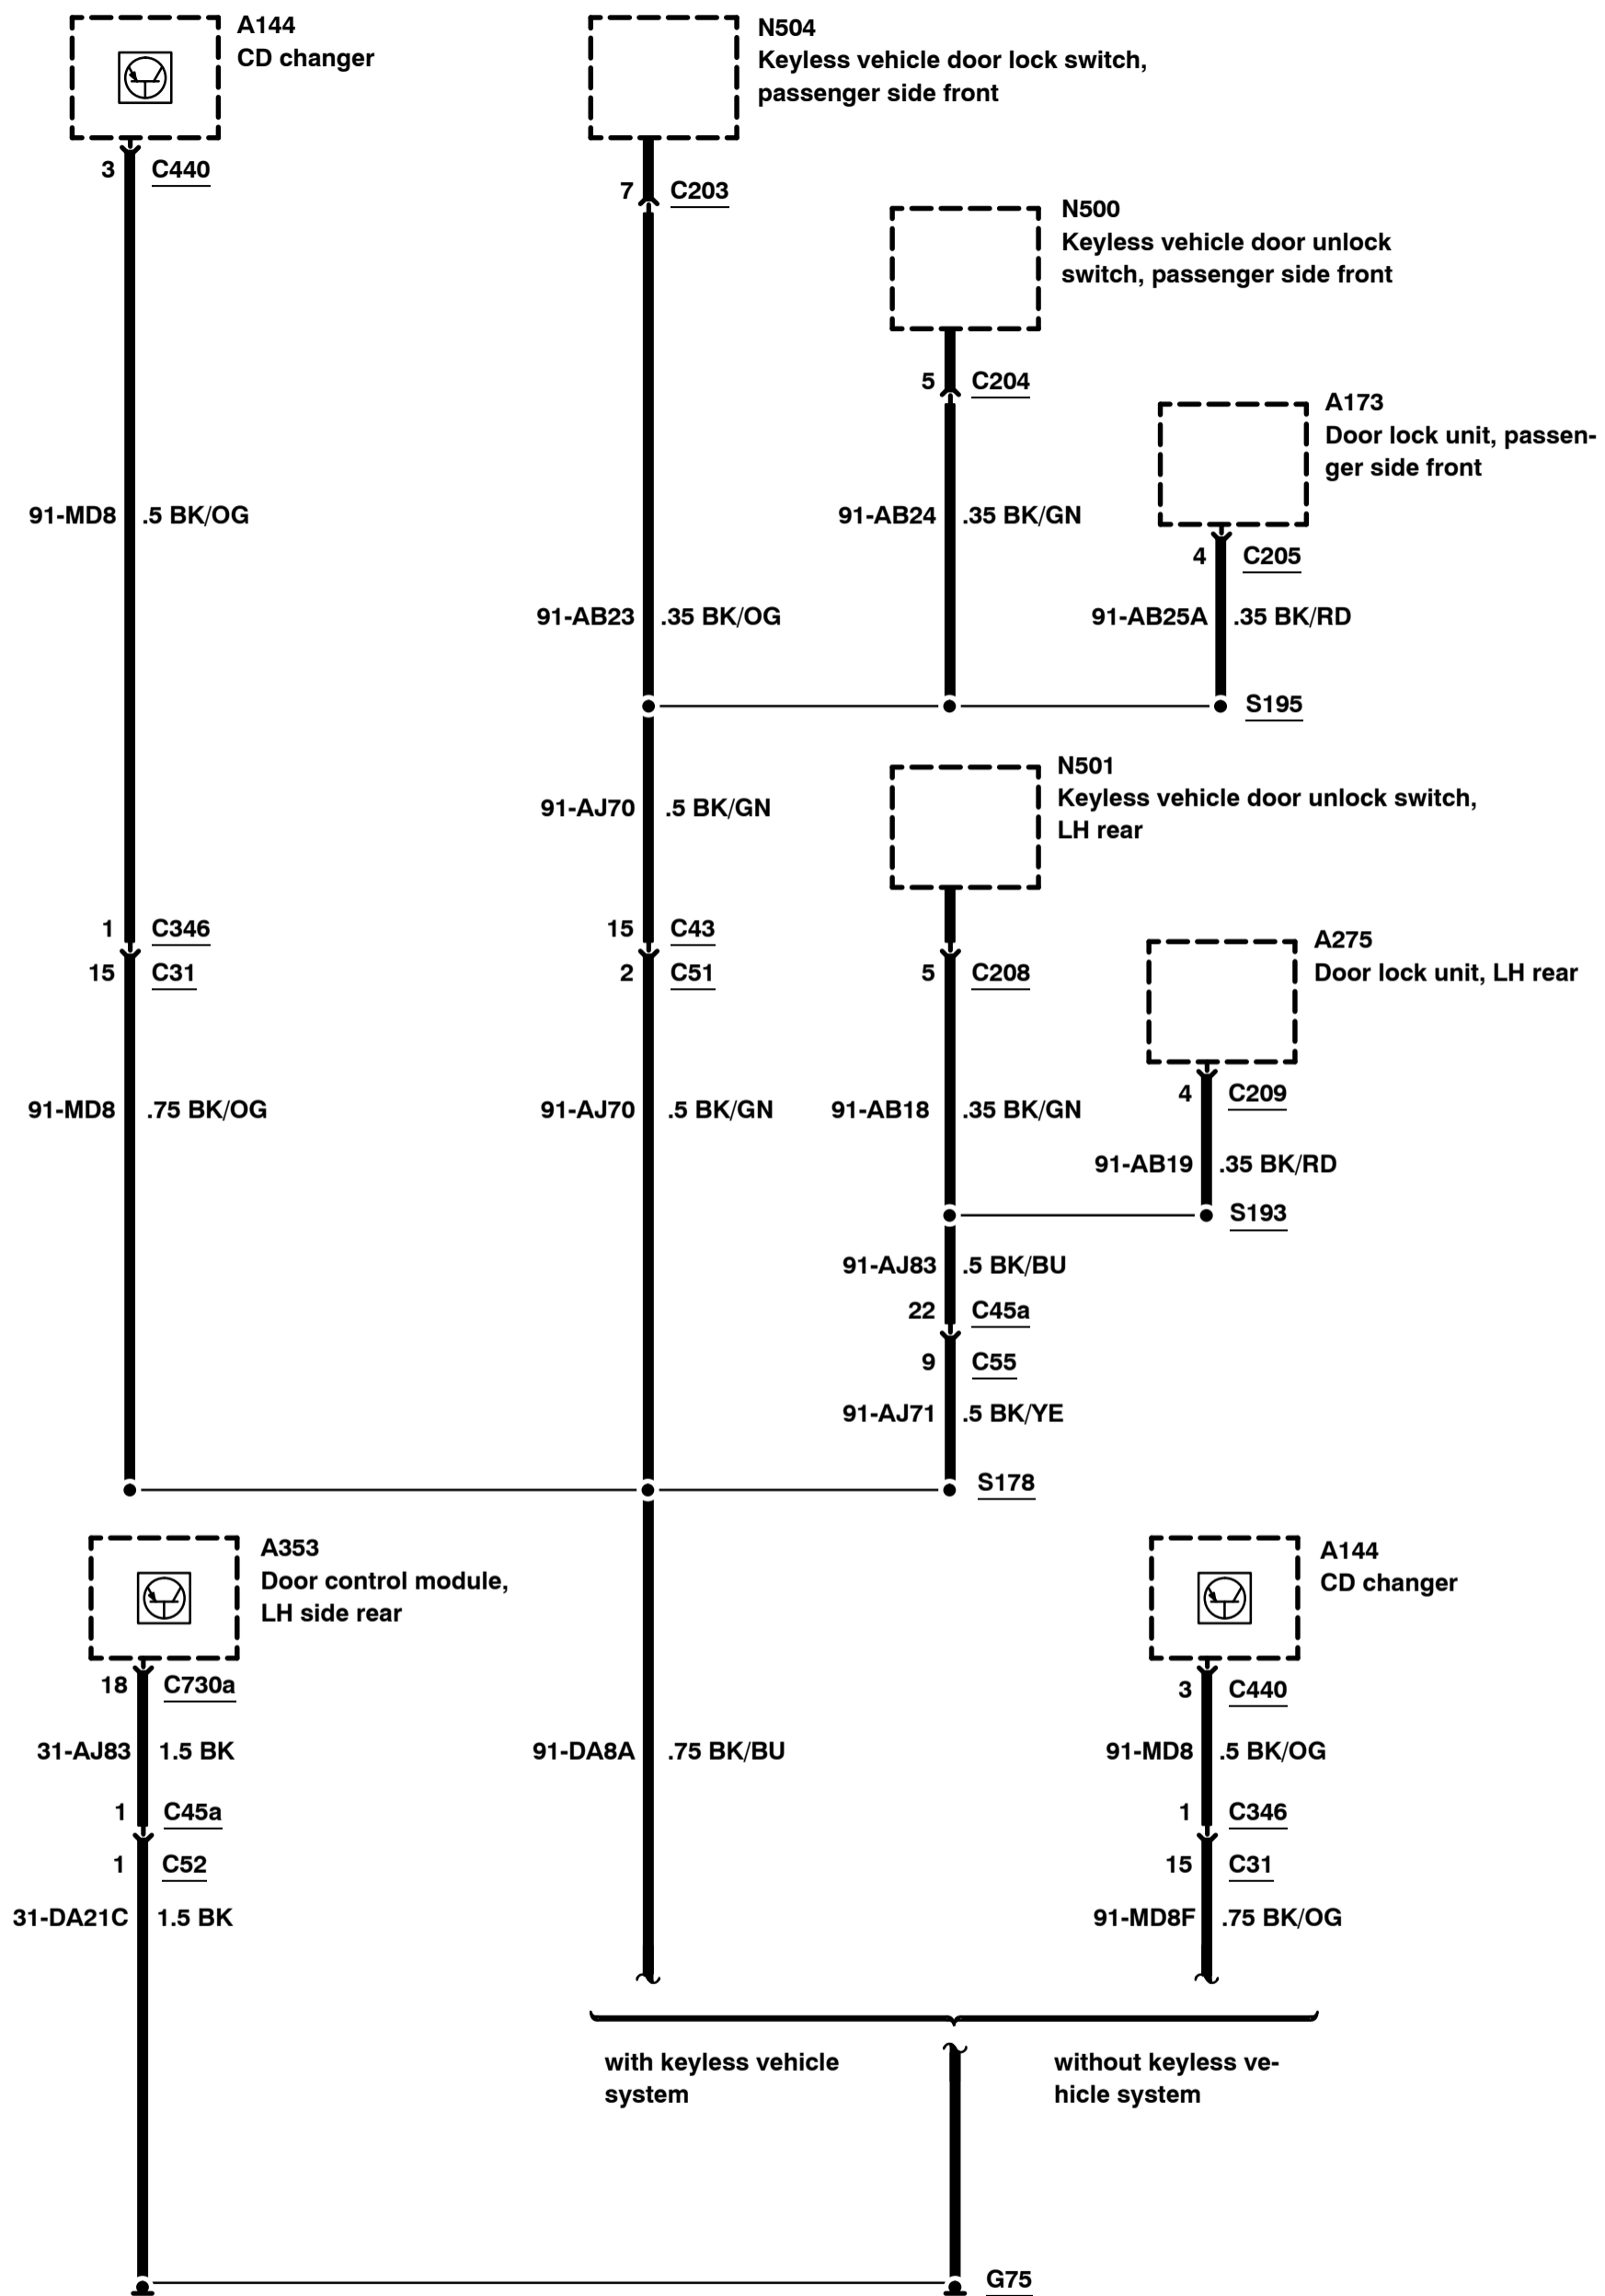 A144
CD changer
3 C440
N504
Keyless vehicle door lock switch,
passenger side front
7 C203
N500
Keyless vehicle door unlock
switch, passenger side front
5 C204
A173
Door lock unit, passen-
ger side front
4 C205
91-MD8 .5 BK/OG
91-AB24 .35 BK/GN
91-AB23 .35 BK/OG
91-AB25A .35 BK/RD
S195
N501
Keyless vehicle door unlock switch,
LH rear
91-AJ70 .5 BK/GN
1 C346
15 C31
15 C43
2 C51
5 C208
A275
Door lock unit, LH rear
4 C209
91-MD8 .75 BK/OG
91-AJ70 .5 BK/GN
91-AB18 .35 BK/GN
91-AB19 .35 BK/RD
S193
91-AJ83 .5 BK/BU
22 C45a
9 C55
91-AJ71 .5 BK/YE
S178
A353
Door control module,
LH side rear
18 C730a
31-AJ83 1.5 BK
1 C45a
1 C52
31-DA21C 1.5 BK
91-DA8A .75 BK/BU
A144
CD changer
3 C440
91-MD8 .5 BK/OG
1 C346
15 C31
91-MD8F .75 BK/OG
with keyless vehicle
system
without keyless ve-
hicle system
G75